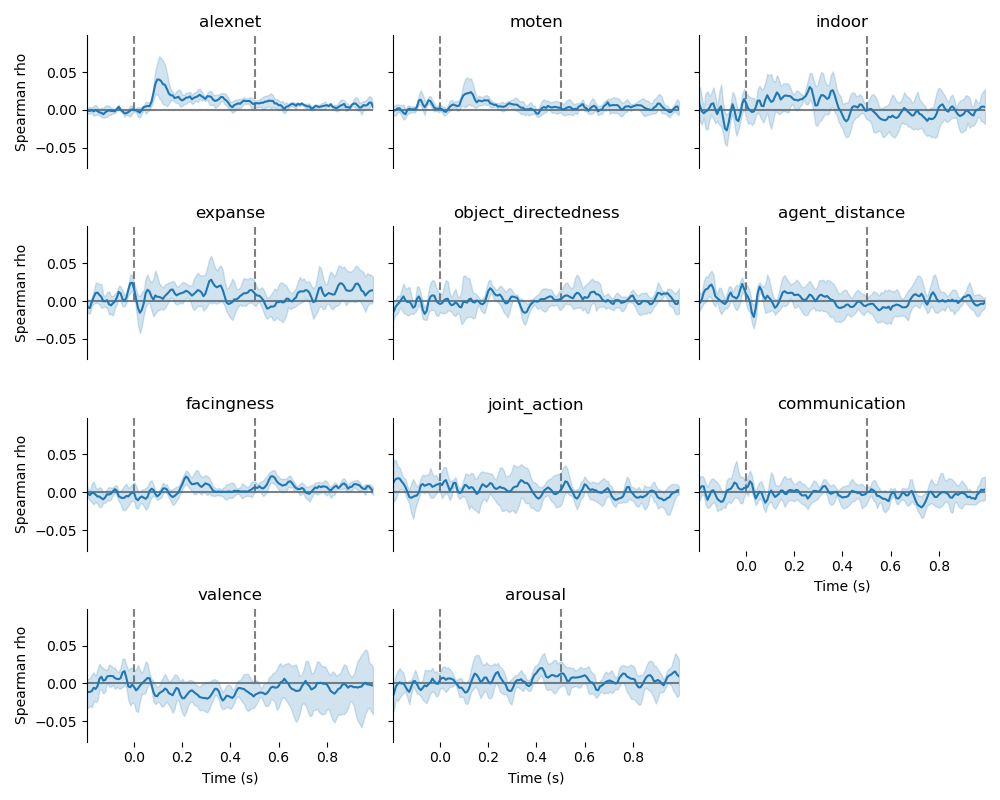 alexnet
moten
indoor
Spearman rho
0.05
0.00
−0.05
expanse
object_directedness
agent_distance
Spearman rho
0.05
0.00
−0.05
facingness
joint_action
communication
Spearman rho
0.05
0.00
−0.05
0.0 0.2 0.4 0.6 0.8
Time (s)
valence
arousal
Spearman rho
0.05
0.00
−0.05
0.0 0.2 0.4 0.6 0.8
0.0 0.2 0.4 0.6 0.8
Time (s)
Time (s)